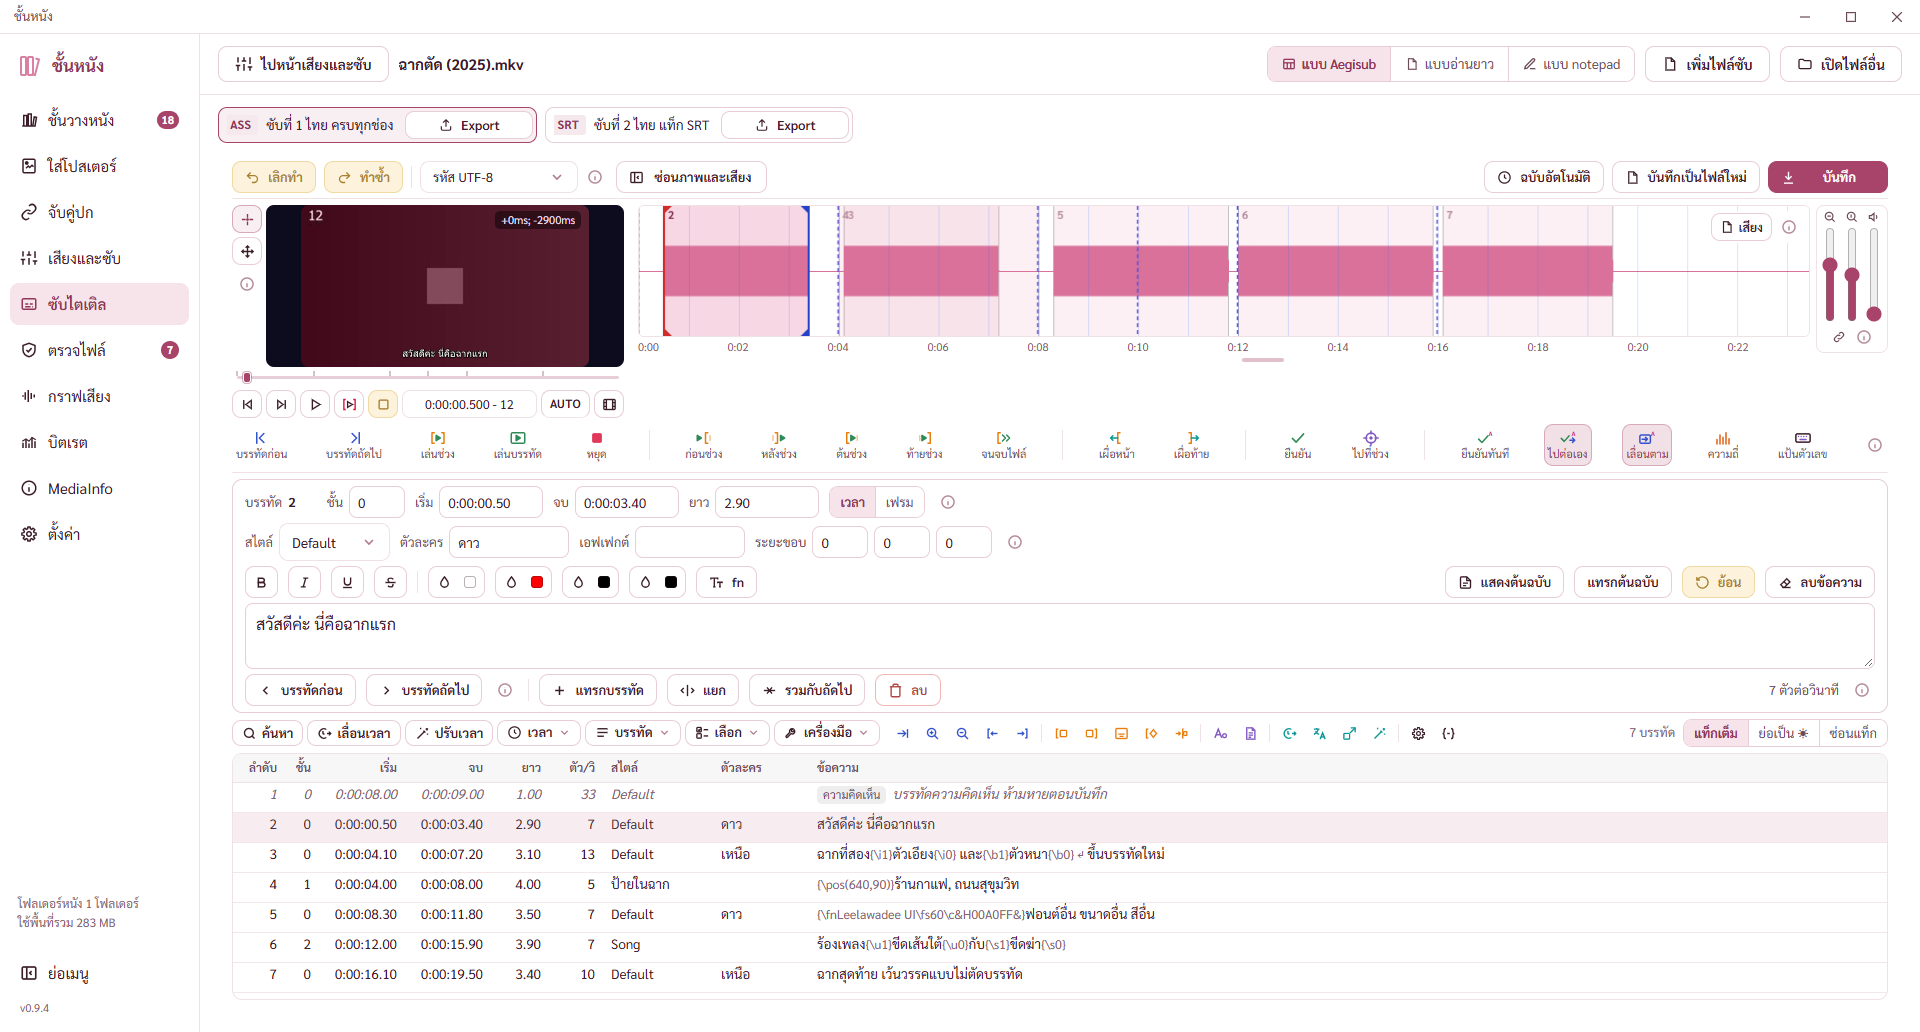 ชั้นหนัง
ชั้นหนัง
ชั้นวางหนัง 18
ใส่โปสเตอร์
จับคู่ปก
เสียงและซับ
ซับไตเติล
ตรวจไฟล์ 7
กราฟเสียง
บิตเรต
MediaInfo
ตั้งค่า
โฟลเดอร์หนัง 1 โฟลเดอร์
ใช้พื้นที่รวม 283 MB
ย่อเมนู
v0.9.4
ไปหน้าเสียงและซับ ฉากตัด (2025).mkv แบบ Aegisub แบบอ่านยาว แบบ notepad เพิ่มไฟล์ซับ เปิดไฟล์อื่น
ASS ซับที่ 1 ไทย ครบทุกช่อง Export SRT ซับที่ 2 ไทย แท็ก SRT Export
เลิกทำ ทำซ้ำ รหัส UTF-8 ซ่อนภาพและเสียง ฉบับอัตโนมัติ บันทึกเป็นไฟล์ใหม่ บันทึก
12 +0ms; -2900ms
สวัสดีค่ะ นี่คือฉากแรก
2 43 5 6 7 เสียง
0:00 0:02 0:04 0:06 0:08 0:10 0:12 0:14 0:16 0:18 0:20 0:22
0:00:00.500 - 12 AUTO
บรรทัดก่อน บรรทัดถัดไป เล่นช่วง เล่นบรรทัด หยุด ก่อนช่วง หลังช่วง ต้นช่วง ท้ายช่วง จนจบไฟล์ เผื่อหน้า เผื่อท้าย ยืนยัน ไปที่ช่วง ยืนยันทันที ไปต่อเอง เลื่อนตาม ความถี่ แป้นตัวเลข
บรรทัด 2 ชั้น 0 เริ่ม 0:00:00.50 จบ 0:00:03.40 ยาว 2.90 เวลา เฟรม
สไตล์ Default ตัวละคร ดาว เอฟเฟกต์ ระยะขอบ 0 0 0
B I U S fn แสดงต้นฉบับ แทรกต้นฉบับ ย้อน ลบข้อความ
สวัสดีค่ะ นี่คือฉากแรก
บรรทัดก่อน บรรทัดถัดไป แทรกบรรทัด แยก รวมกับถัดไป ลบ 7 ตัวต่อวินาที
ค้นหา เลื่อนเวลา ปรับเวลา เวลา บรรทัด เลือก เครื่องมือ 7 บรรทัด แท็กเต็ม ย่อเป็น ☀ ซ่อนแท็ก
ลำดับ ชั้น เริ่ม จบ ยาว ตัว/วิ สไตล์ ตัวละคร ข้อความ
1 0 0:00:08.00 0:00:09.00 1.00 33 Default ความคิดเห็น บรรทัดความคิดเห็น ห้ามหายตอนบันทึก
2 0 0:00:00.50 0:00:03.40 2.90 7 Default ดาว สวัสดีค่ะ นี่คือฉากแรก
3 0 0:00:04.10 0:00:07.20 3.10 13 Default เหนือ ฉากที่สอง{\i1}ตัวเอียง{\i0} และ{\b1}ตัวหนา{\b0} ↲ ขึ้นบรรทัดใหม่
4 1 0:00:04.00 0:00:08.00 4.00 5 ป้ายในฉาก {\pos(640,90)}ร้านกาแฟ, ถนนสุขุมวิท
5 0 0:00:08.30 0:00:11.80 3.50 7 Default ดาว {\fnLeelawadee UI\fs60\c&H00A0FF&}ฟอนต์อื่น ขนาดอื่น สีอื่น
6 2 0:00:12.00 0:00:15.90 3.90 7 Song ร้องเพลง{\u1}ขีดเส้นใต้{\u0}กับ{\s1}ขีดฆ่า{\s0}
7 0 0:00:16.10 0:00:19.50 3.40 10 Default เหนือ ฉากสุดท้าย เว้นวรรคแบบไม่ตัดบรรทัด